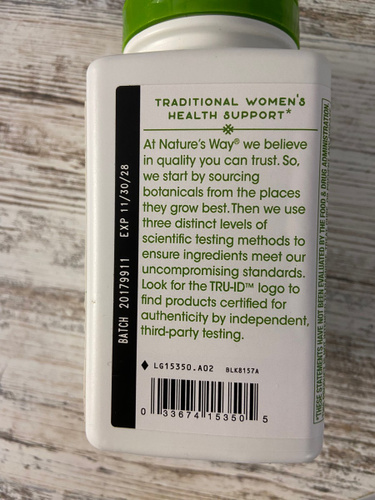 TRADITIONAL WOMEN'S
HEALTH SUPPORT*
At Nature's Way® we believe
in quality you can trust. So,
we start by sourcing
botanicals from the places
they grow best. Then we use
three distinct levels of
scientific testing methods to
ensure ingredients meet our
uncompromising standards.
Look for the TRU-ID™ logo to
find products certified for
authenticity by independent,
third-party testing.
LG15350.A02 BLK8157A
0 33674 15350 5
BATCH 20179911 EXP 11/30/28
*THESE STATEMENTS HAVE NOT BEEN EVALUATED BY THE FOOD & DRUG ADMINISTRATION.